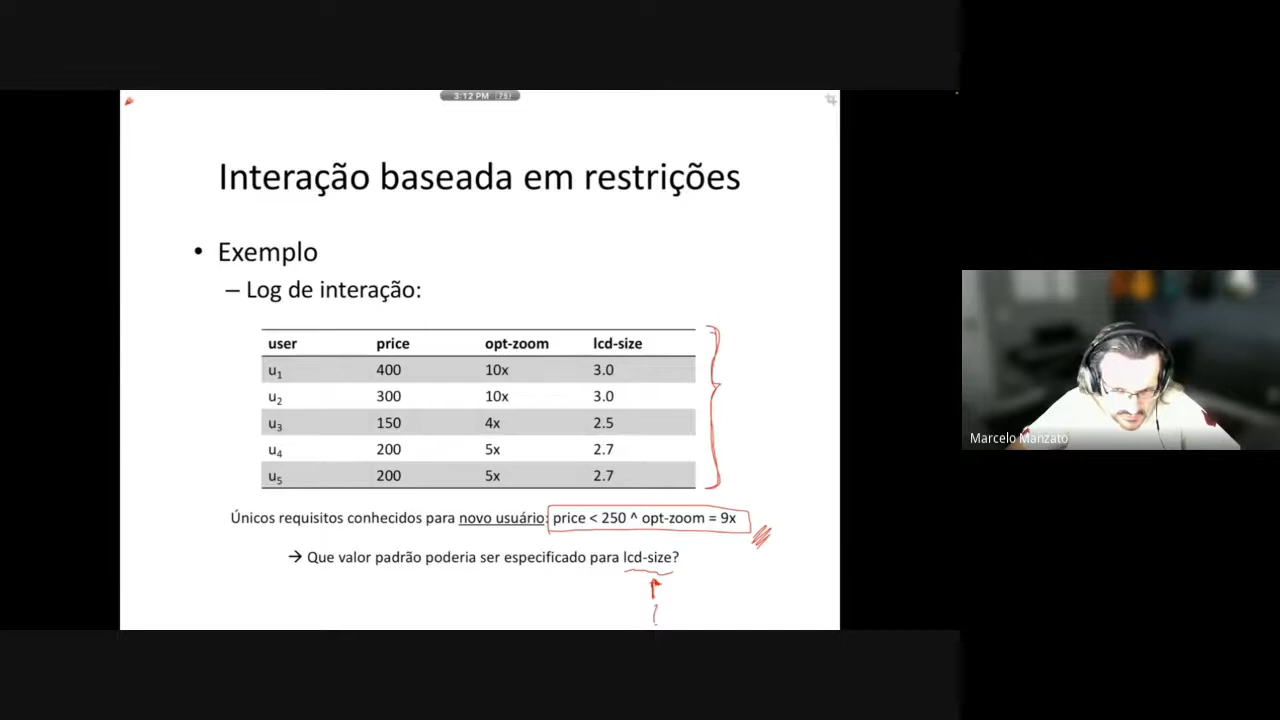 3:12 PM
Interação baseada em restrições
• Exemplo
– Log de interação:
user price opt-zoom lcd-size
u1 400 10x 3.0
u2 300 10x 3.0
u3 150 4x 2.5
u4 200 5x 2.7
u5 200 5x 2.7
Únicos requisitos conhecidos para novo usuário: price < 250 ^ opt-zoom = 9x
→ Que valor padrão poderia ser especificado para lcd-size?
Marcelo Manzato